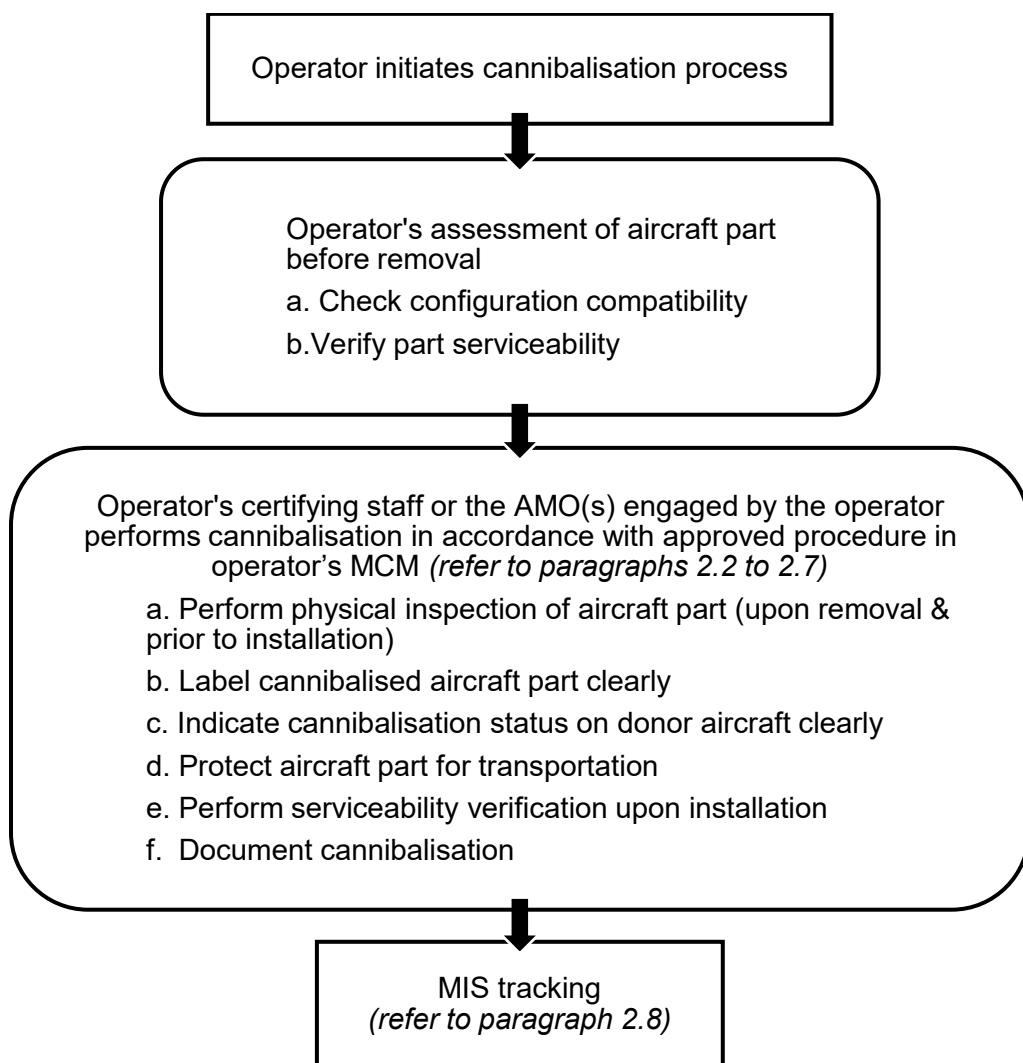 Operator initiates cannibalisation process
Operator's assessment of aircraft part
before removal
a. Check configuration compatibility
b.Verify part serviceability
Operator's certifying staff or the AMO(s) engaged by the operator
performs cannibalisation in accordance with approved procedure in
operator’s MCM (refer to paragraphs 2.2 to 2.7)
a. Perform physical inspection of aircraft part (upon removal &
prior to installation)
b. Label cannibalised aircraft part clearly
c. Indicate cannibalisation status on donor aircraft clearly
d. Protect aircraft part for transportation
e. Perform serviceability verification upon installation
f. Document cannibalisation
MIS tracking
(refer to paragraph 2.8)